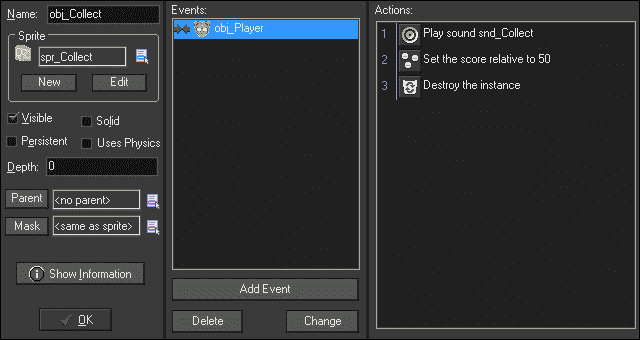 Name: obj_Collect
Sprite
spr_Collect
New Edit
Visible Solid
Persistent Uses Physics
Depth: 0
Parent <no parent>
Mask <same as sprite>
Show Information
OK
Events:
obj_Player
Add Event
Delete Change
Actions:
1 Play sound snd_Collect
2 Set the score relative to 50
3 Destroy the instance